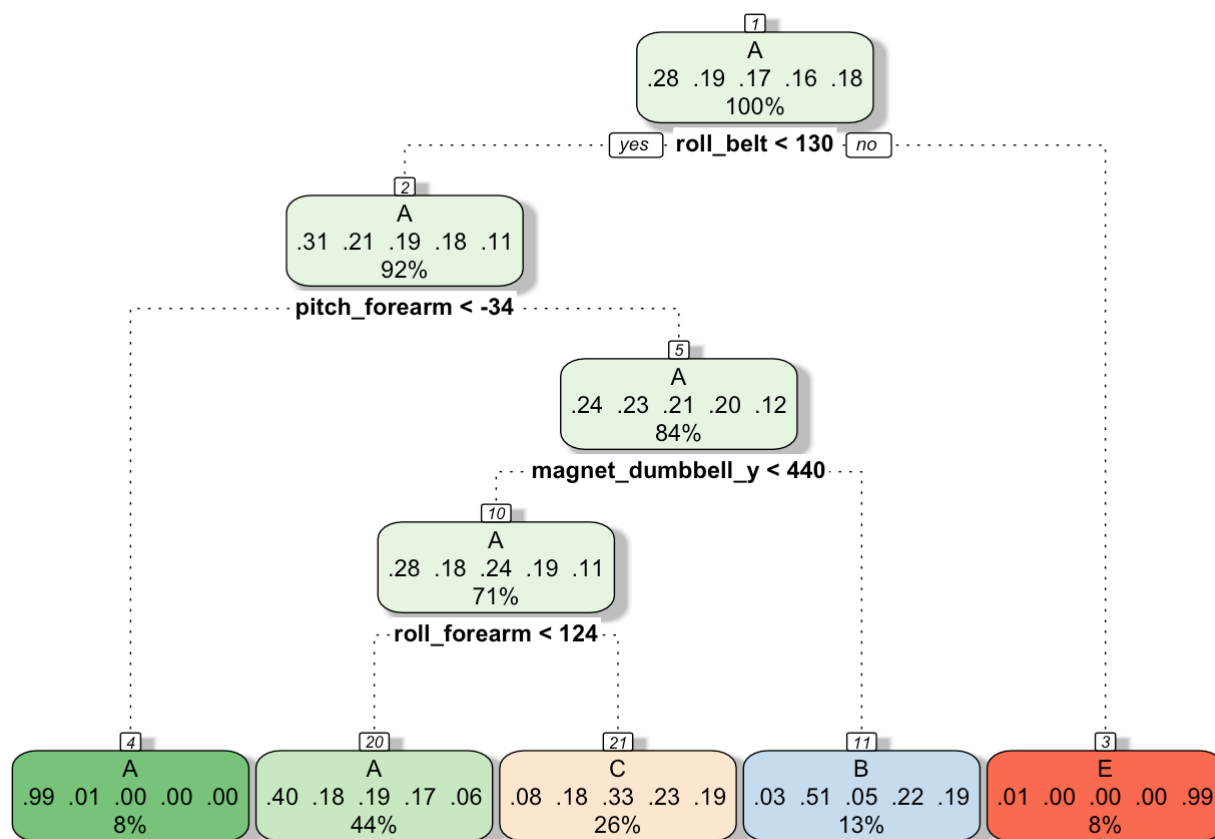 1
A
.28 .19 .17 .16 .18
100%
yes roll_belt < 130 no
2
A
.31 .21 .19 .18 .11
92%
pitch_forearm < -34
5
A
.24 .23 .21 .20 .12
84%
magnet_dumbbell_y < 440
10
A
.28 .18 .24 .19 .11
71%
roll_forearm < 124
4
A
.99 .01 .00 .00 .00
8%
20
A
.40 .18 .19 .17 .06
44%
21
C
.08 .18 .33 .23 .19
26%
11
B
.03 .51 .05 .22 .19
13%
3
E
.01 .00 .00 .00 .99
8%